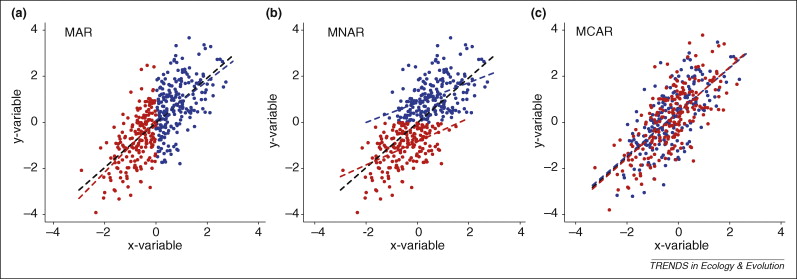 (a)
MAR
y-variable
4
2
0
−2
−4
−4 −2 0 2 4
x-variable
(b)
MNAR
y-variable
4
2
0
−2
−4
−4 −2 0 2 4
x-variable
(c)
MCAR
y-variable
4
2
0
−2
−4
−4 −2 0 2 4
x-variable
TRENDS in Ecology & Evolution